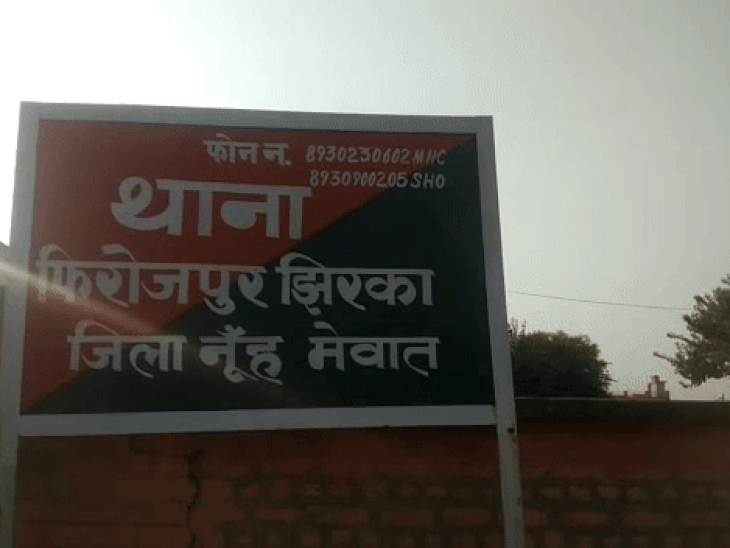 फोन न. 8930230602 MHC
8930900205 SHO
थाना
फिरोजपुर झिरका
जिला नूँह मेवात